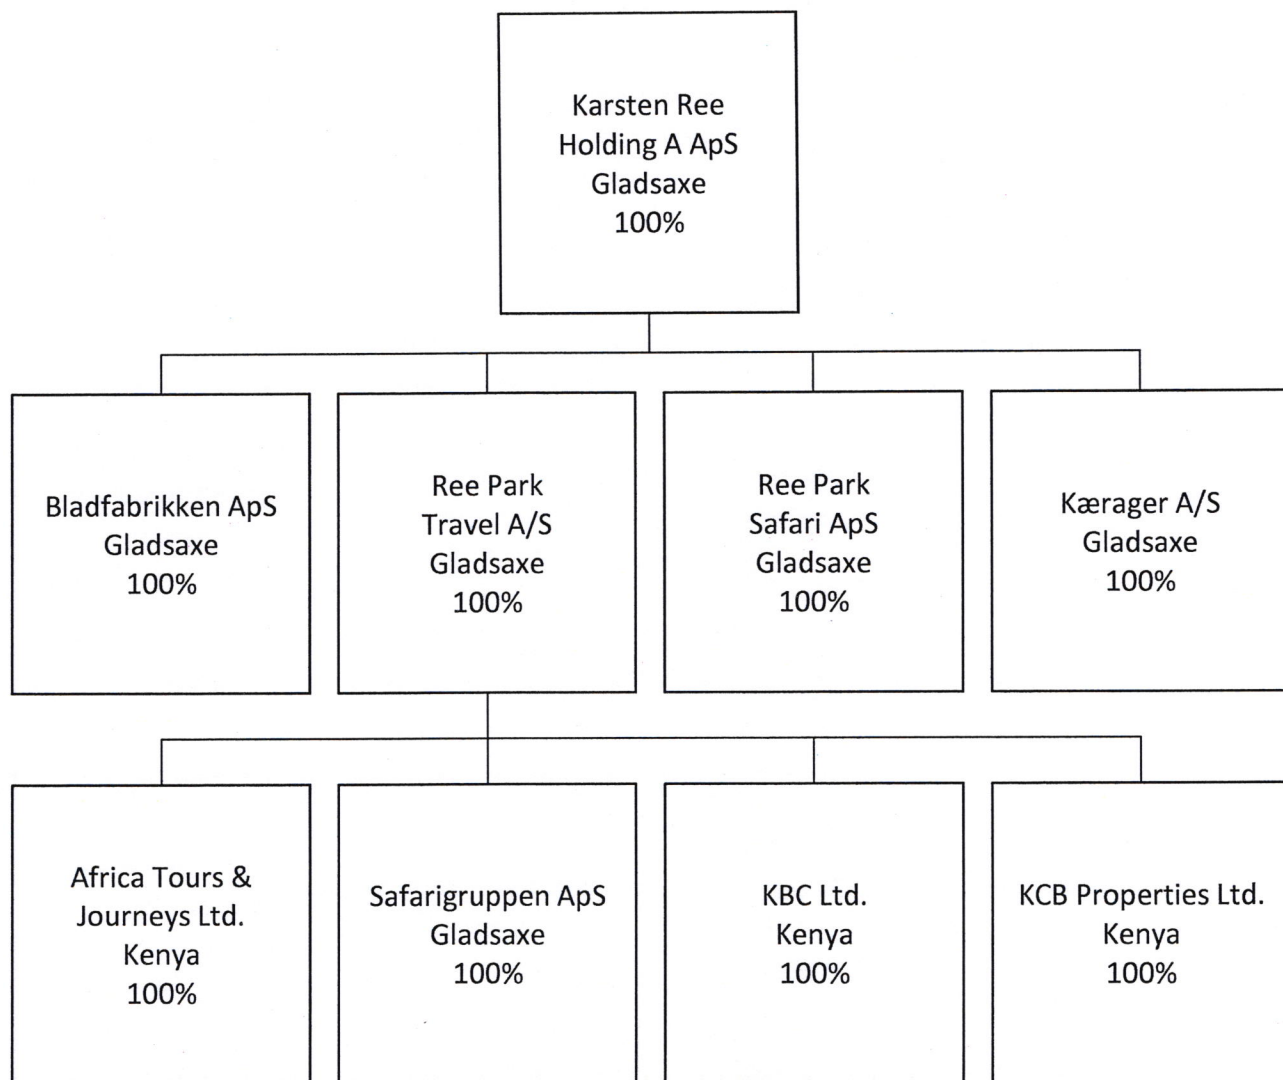 Karsten Ree
Holding A ApS
Gladsaxe
100%
Bladfabrikken ApS
Gladsaxe
100%
Ree Park
Travel A/S
Gladsaxe
100%
Ree Park
Safari ApS
Gladsaxe
100%
Kærager A/S
Gladsaxe
100%
Africa Tours &
Journeys Ltd.
Kenya
100%
Safarigruppen ApS
Gladsaxe
100%
KBC Ltd.
Kenya
100%
KCB Properties Ltd.
Kenya
100%